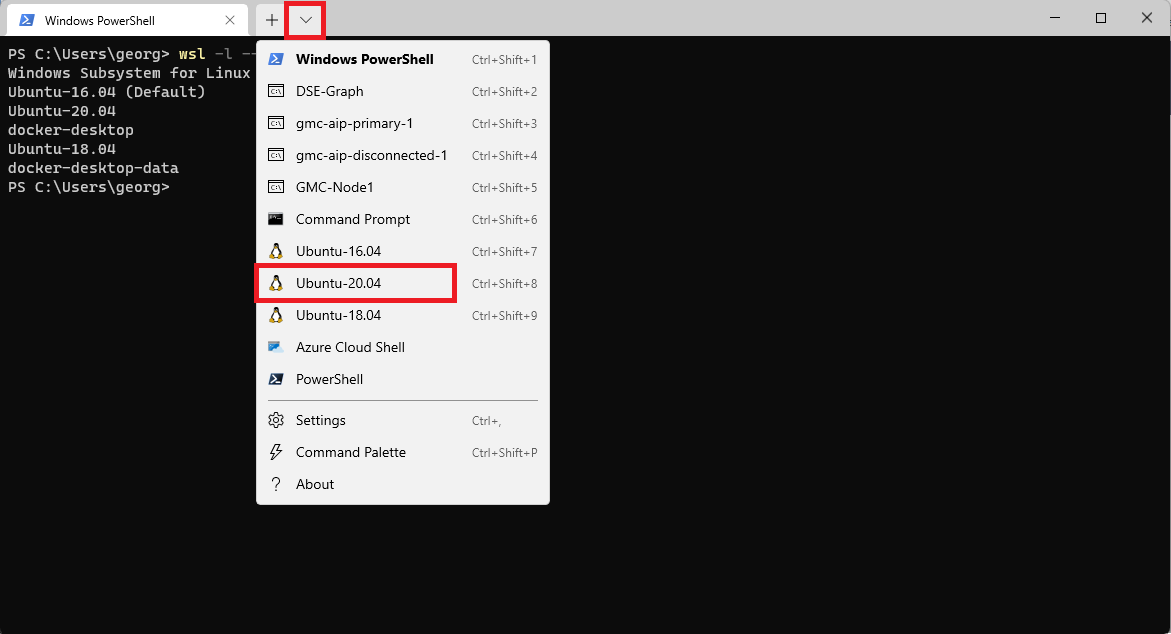 Windows PowerShell
PS C:\Users\georg> wsl -l --
Windows Subsystem for Linux
Ubuntu-16.04 (Default)
Ubuntu-20.04
docker-desktop
Ubuntu-18.04
docker-desktop-data
PS C:\Users\georg>
Windows PowerShell Ctrl+Shift+1
DSE-Graph Ctrl+Shift+2
gmc-aip-primary-1 Ctrl+Shift+3
gmc-aip-disconnected-1 Ctrl+Shift+4
GMC-Node1 Ctrl+Shift+5
Command Prompt Ctrl+Shift+6
Ubuntu-16.04 Ctrl+Shift+7
Ubuntu-20.04 Ctrl+Shift+8
Ubuntu-18.04 Ctrl+Shift+9
Azure Cloud Shell
PowerShell
Settings Ctrl+,
Command Palette Ctrl+Shift+P
About